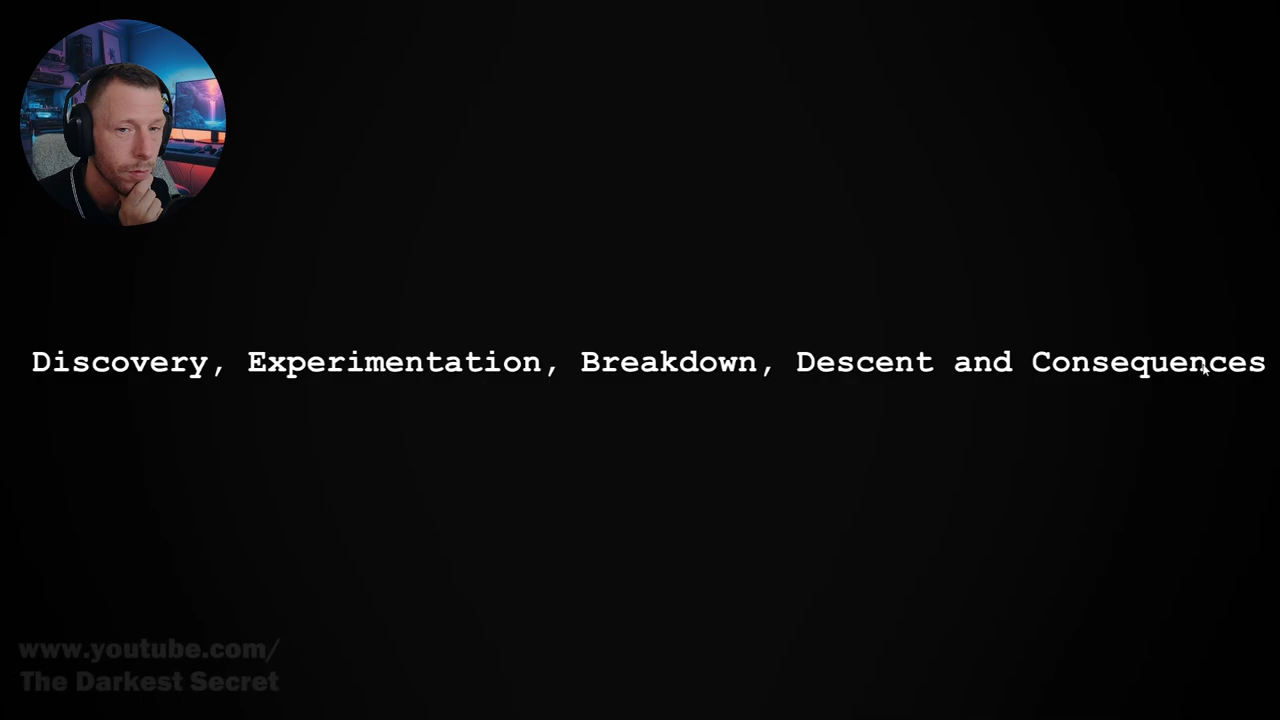 Discovery, Experimentation, Breakdown, Descent and Consequences
www.youtube.com/
The Darkest Secret